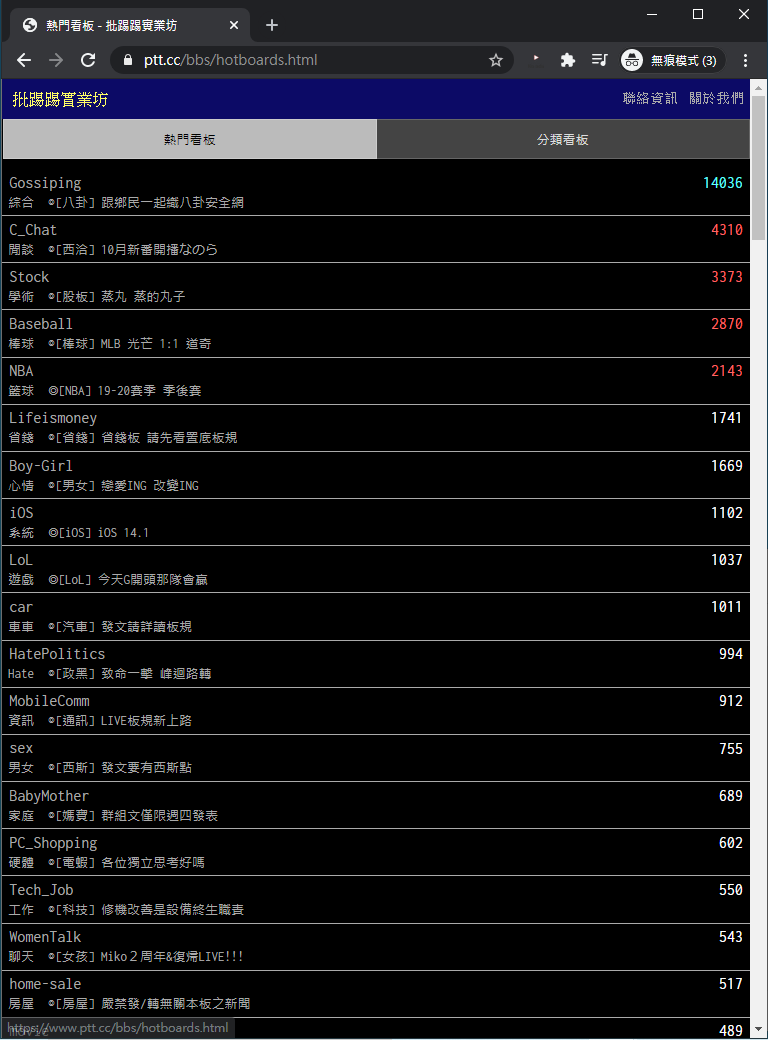 熱門看板 - 批踢踢實業坊
ptt.cc/bbs/hotboards.html
無痕模式 (3)
批踢踢實業坊
聯絡資訊 關於我們
熱門看板 分類看板
Gossiping 14036
綜合 ◎[八卦] 跟鄉民一起織八卦安全網
C_Chat 4310
閒談 ◎[西洽] 10月新番開播なのら
Stock 3373
學術 ◎[股板] 蒸丸 蒸的丸子
Baseball 2870
棒球 ◎[棒球] MLB 光芒 1:1 道奇
NBA 2143
籃球 ◎[NBA] 19-20賽季 季後賽
Lifeismoney 1741
省錢 ◎[省錢] 省錢板 請先看置底板規
Boy-Girl 1669
心情 ◎[男女] 戀愛ING 改變ING
iOS 1102
系統 ◎[iOS] iOS 14.1
LoL 1037
遊戲 ◎[LoL] 今天G開頭那隊會贏
car 1011
車車 ◎[汽車] 發文請詳讀板規
HatePolitics 994
Hate ◎[政黑] 致命一擊 峰迴路轉
MobileComm 912
資訊 ◎[通訊] LIVE板規新上路
sex 755
男女 ◎[西斯] 發文要有西斯點
BabyMother 689
家庭 ◎[媽寶] 群組文僅限週四發表
PC_Shopping 602
硬體 ◎[電蝦] 各位獨立思考好嗎
Tech_Job 550
工作 ◎[科技] 修機改善是設備終生職責
WomenTalk 543
聊天 ◎[女孩] Miko２周年&復帰LIVE!!!
home-sale 517
房屋 ◎[房屋] 嚴禁發/轉無關本板之新聞
489
https://www.ptt.cc/bbs/hotboards.html